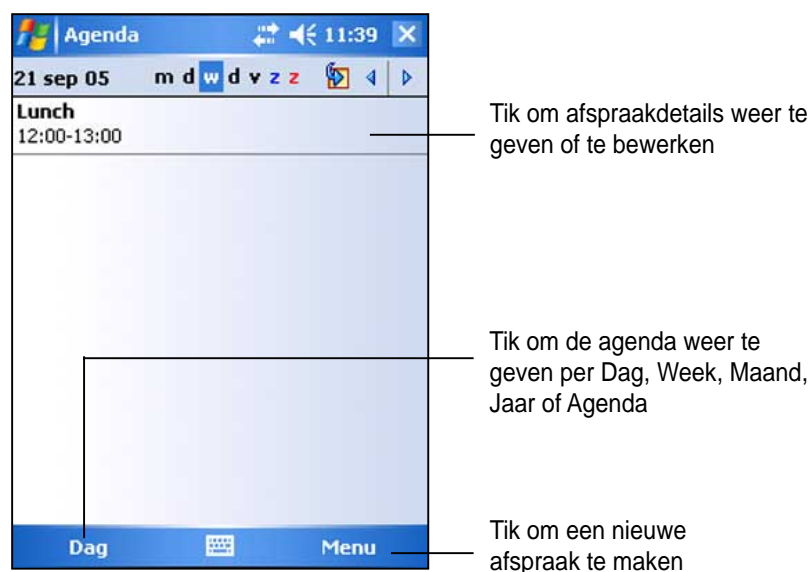 Agenda 11:39
21 sep 05 m d w d v z z
Lunch
12:00-13:00
Tik om afspraakdetails weer te
geven of te bewerken
Tik om de agenda weer te
geven per Dag, Week, Maand,
Jaar of Agenda
Dag Menu
Tik om een nieuwe
afspraak te maken